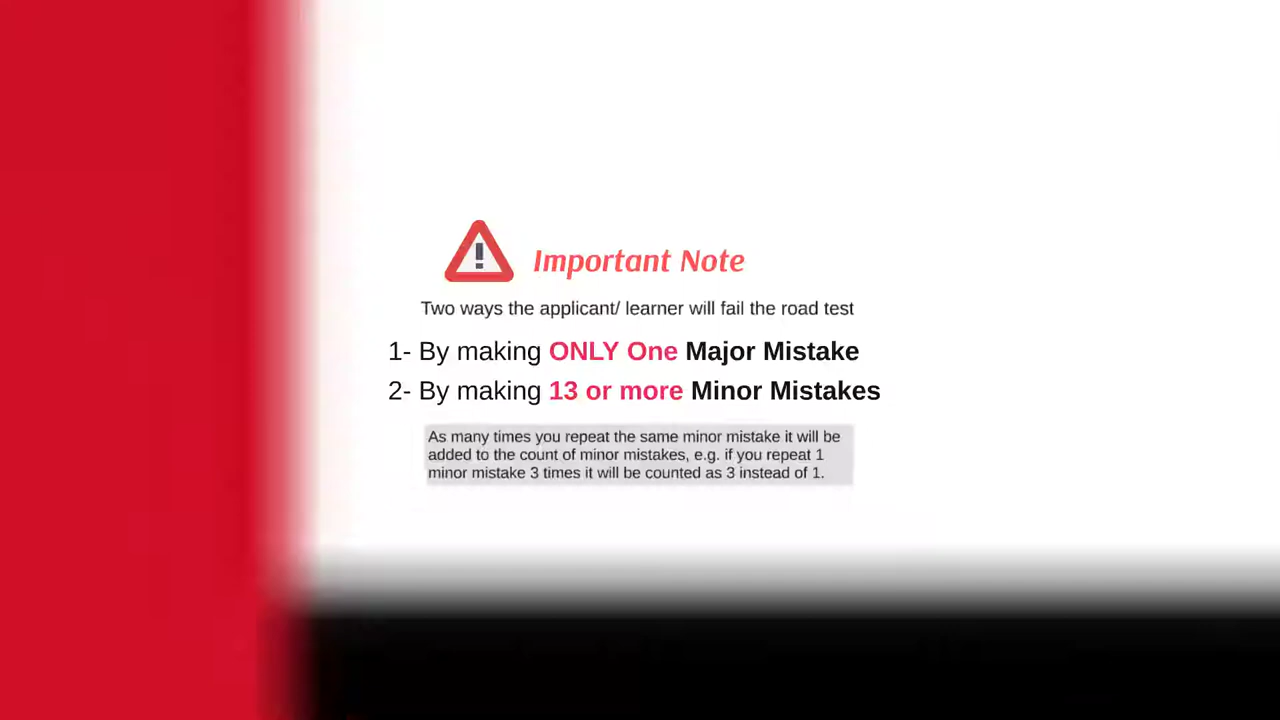 Important Note
Two ways the applicant/ learner will fail the road test
1- By making ONLY One Major Mistake
2- By making 13 or more Minor Mistakes
As many times you repeat the same minor mistake it will be
added to the count of minor mistakes, e.g. if you repeat 1
minor mistake 3 times it will be counted as 3 instead of 1.